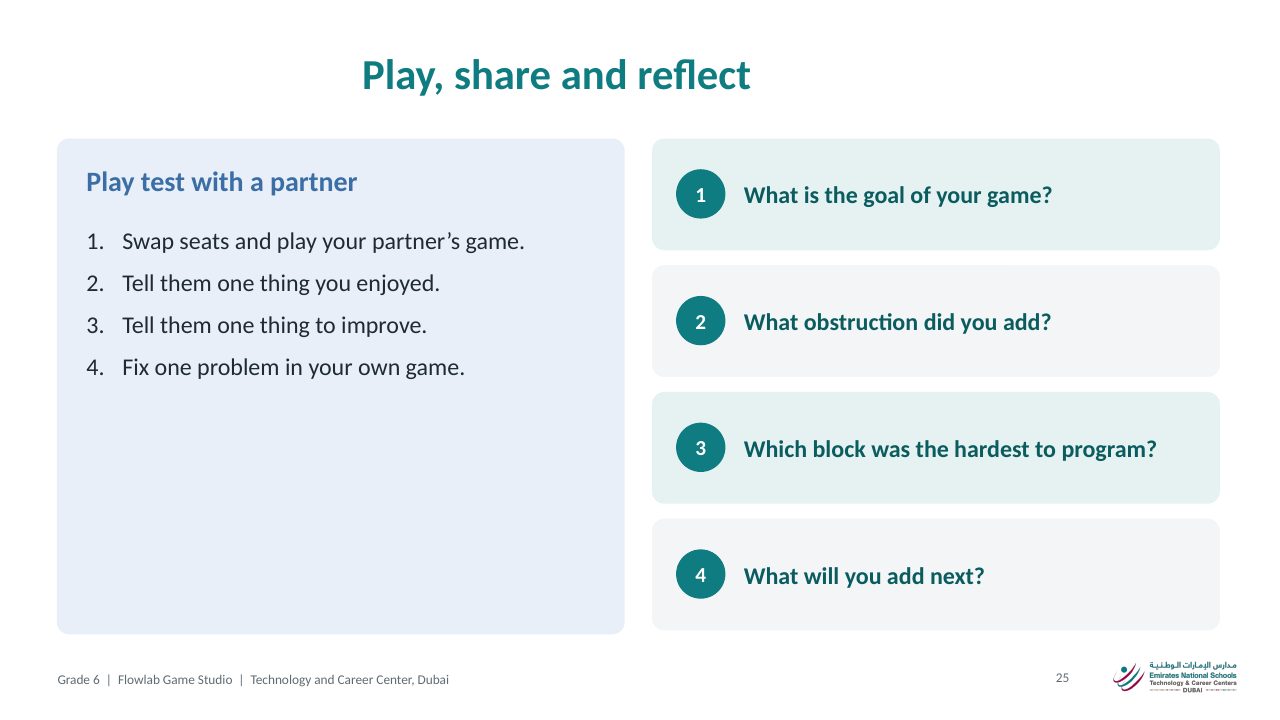 Play, share and reflect
Play test with a partner
1. Swap seats and play your partner’s game.
2. Tell them one thing you enjoyed.
3. Tell them one thing to improve.
4. Fix one problem in your own game.
1 What is the goal of your game?
2 What obstruction did you add?
3 Which block was the hardest to program?
4 What will you add next?
Grade 6 | Flowlab Game Studio | Technology and Career Center, Dubai
25
مدارس الإمارات الوطنية
Emirates National Schools
Technology & Career Centers
DUBAI